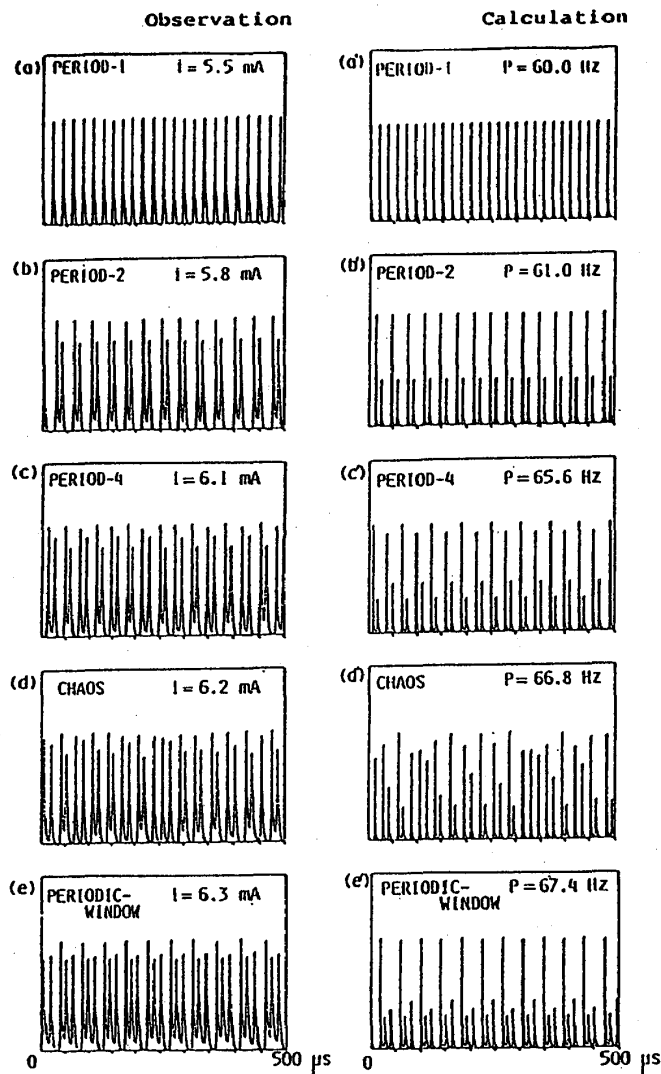 Observation Calculation
(a) PERIOD-1 I = 5.5 mA
(a') PERIOD-1 P = 60.0 Hz
(b) PERIOD-2 I = 5.8 mA
(b') PERIOD-2 P = 61.0 Hz
(c) PERIOD-4 I = 6.1 mA
(c') PERIOD-4 P = 65.6 Hz
(d) CHAOS I = 6.2 mA
(d') CHAOS P = 66.8 Hz
(e) PERIODIC- I = 6.3 mA
WINDOW
(e') PERIODIC- P = 67.4 Hz
WINDOW
0 500 μs
0 500 μs